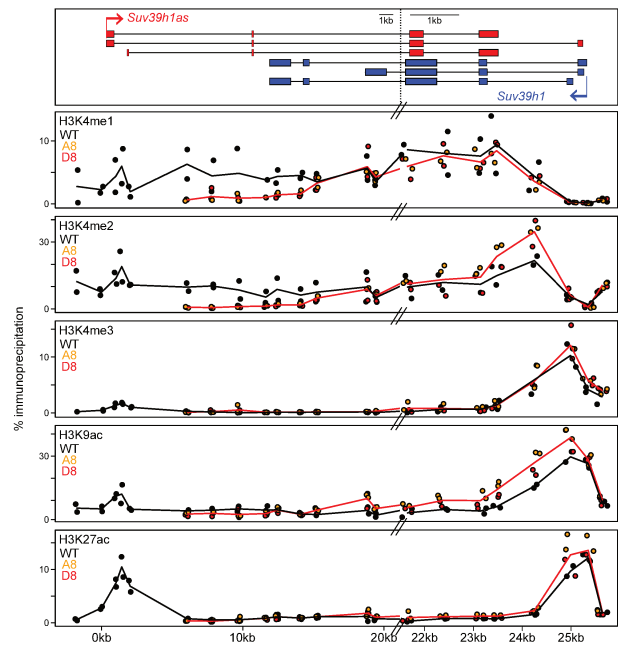 Suv39h1as
1kb
1kb
Suv39h1
H3K4me1
WT
A8
D8
10
0
H3K4me2
WT
A8
D8
30
0
H3K4me3
WT
A8
D8
10
0
H3K9ac
WT
A8
D8
30
0
H3K27ac
WT
A8
D8
10
0
% immunoprecipitation
0kb 10kb 20kb 22kb 23kb 24kb 25kb